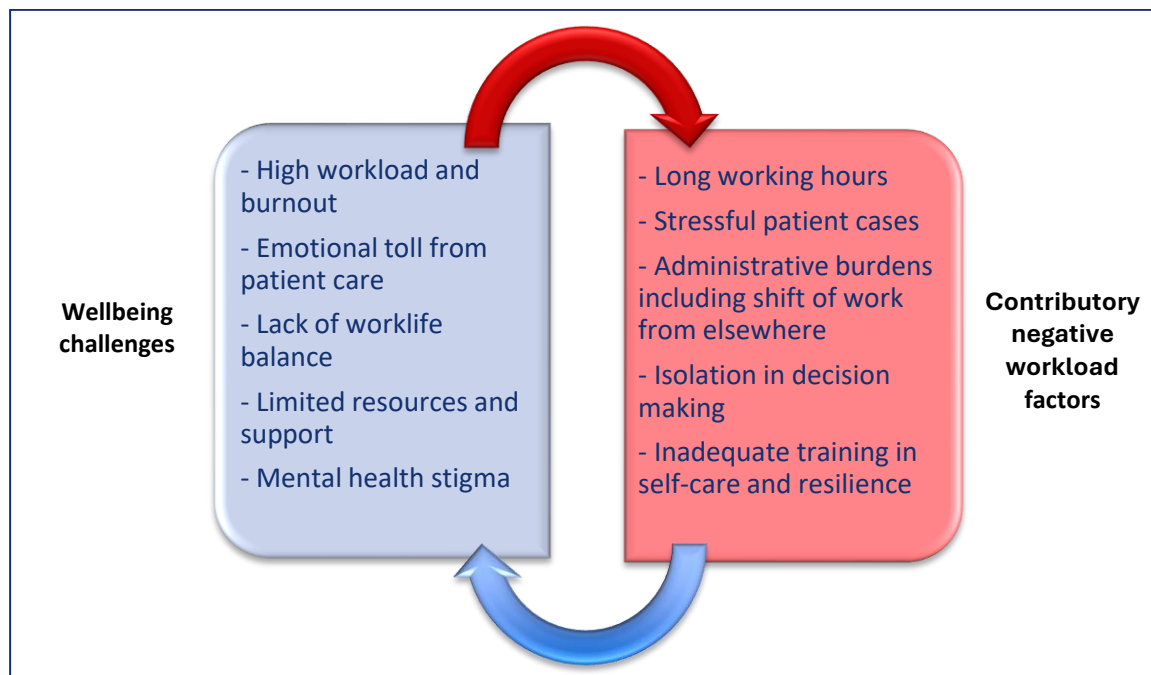 Wellbeing
challenges
- High workload and
burnout
- Emotional toll from
patient care
- Lack of worklife
balance
- Limited resources and
support
- Mental health stigma
- Long working hours
- Stressful patient cases
- Administrative burdens
including shift of work
from elsewhere
- Isolation in decision
making
- Inadequate training in
self-care and resilience
Contributory
negative
workload
factors